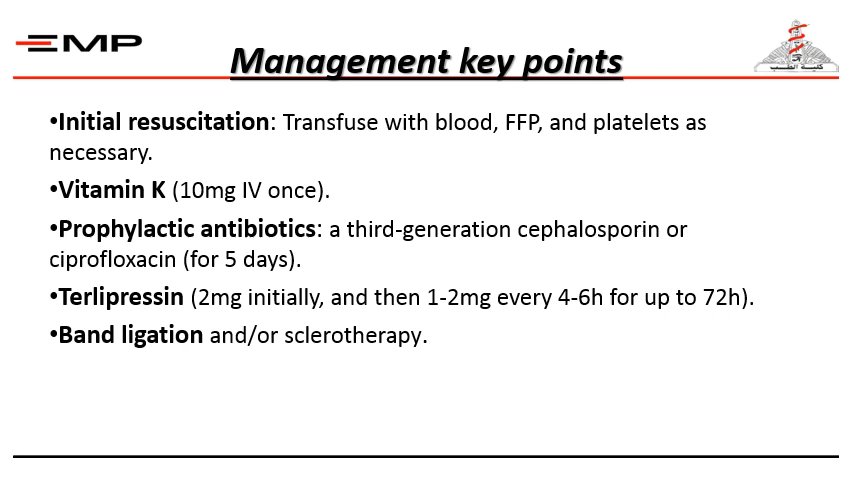 EMP
Management key points
كلية الطب
•Initial resuscitation: Transfuse with blood, FFP, and platelets as
necessary.
•Vitamin K (10mg IV once).
•Prophylactic antibiotics: a third-generation cephalosporin or
ciprofloxacin (for 5 days).
•Terlipressin (2mg initially, and then 1-2mg every 4-6h for up to 72h).
•Band ligation and/or sclerotherapy.